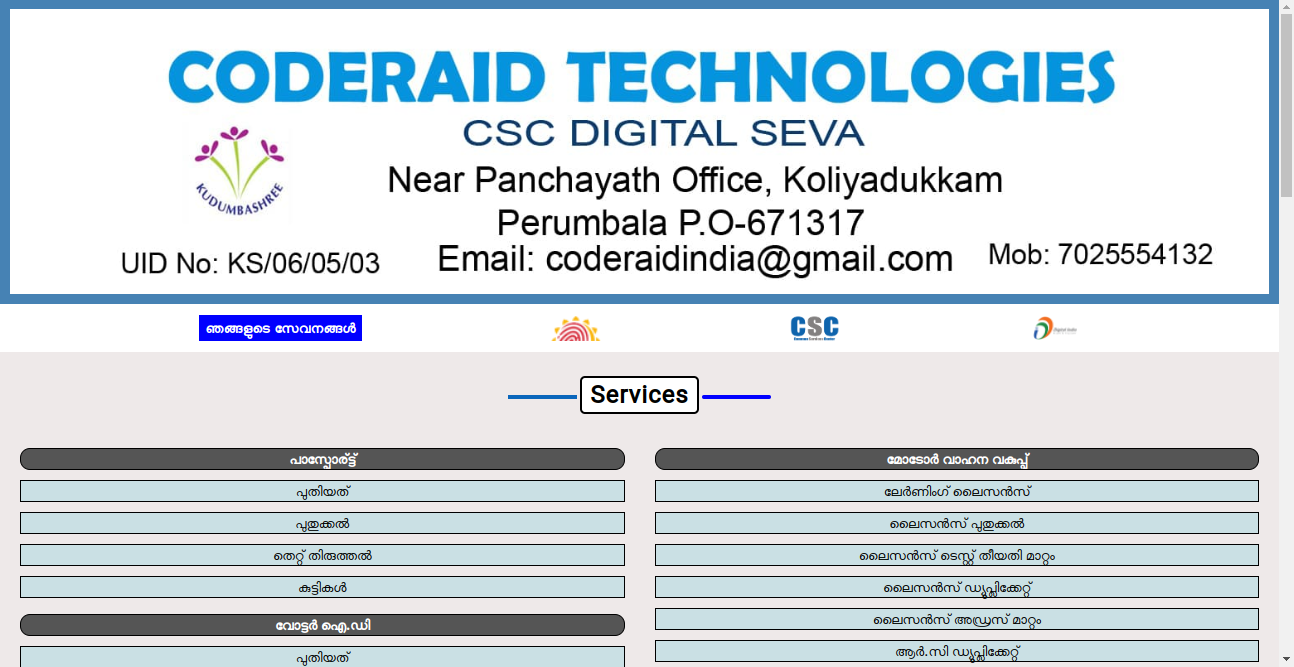 CODERAID TECHNOLOGIES
CSC DIGITAL SEVA
KUDUMBASHREE
Near Panchayath Office, Koliyadukkam
Perumbala P.O-671317
UID No: KS/06/05/03
Email: coderaidindia@gmail.com
Mob: 7025554132
ഞങ്ങളുടെ സേവനങ്ങൾ
CSC
Digital India
Services
പാസ്പോര്ട്ട്
പുതിയത്
പുതുക്കൽ
തെറ്റ് തിരുത്തൽ
കുട്ടികൾ
വോട്ടർ ഐ.ഡി
പുതിയത്
മോടോർ വാഹന വകുപ്പ്
ലേർണിംഗ് ലൈസൻസ്
ലൈസൻസ് പുതുക്കൽ
ലൈസൻസ് ടെസ്റ്റ് തീയതി മാറ്റം
ലൈസൻസ് ഡ്യൂപ്ലിക്കേറ്റ്
ലൈസൻസ് അഡ്രസ് മാറ്റം
ആർ.സി ഡ്യൂപ്ലിക്കേറ്റ്